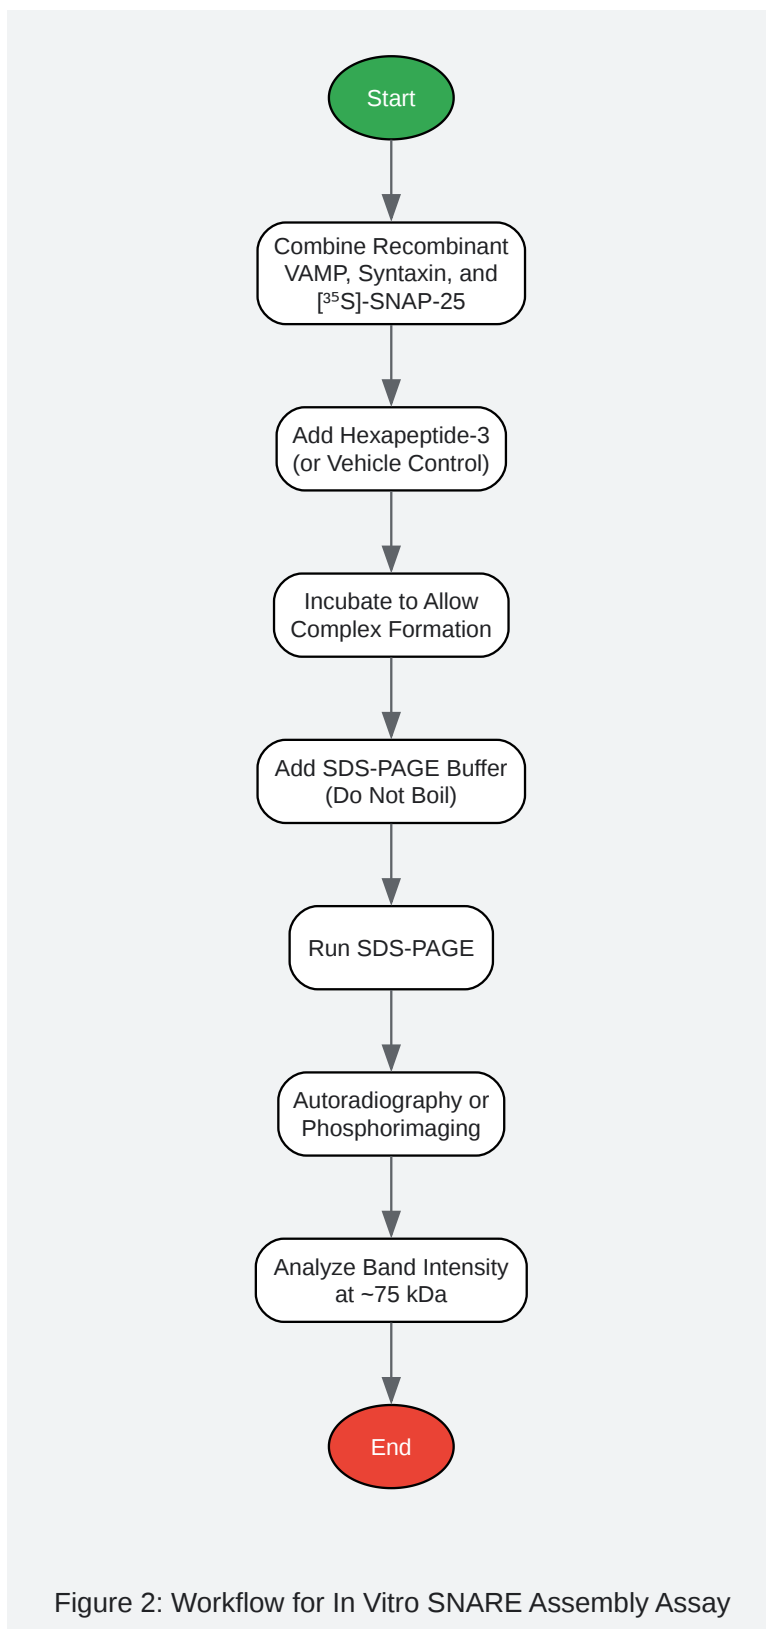 Start
Combine Recombinant
VAMP, Syntaxin, and
[³⁵S]-SNAP-25
Add Hexapeptide-3
(or Vehicle Control)
Incubate to Allow
Complex Formation
Add SDS-PAGE Buffer
(Do Not Boil)
Run SDS-PAGE
Autoradiography or
Phosphorimaging
Analyze Band Intensity
at ~75 kDa
End
Figure 2: Workflow for In Vitro SNARE Assembly Assay